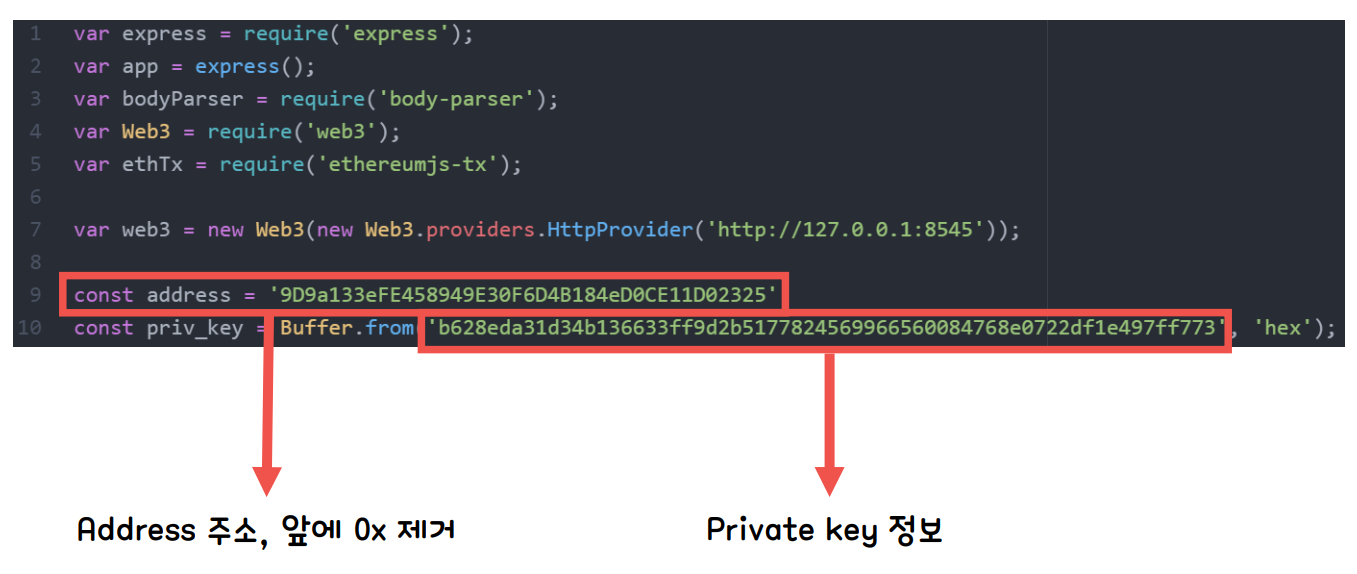 1 var express = require('express');
2 var app = express();
3 var bodyParser = require('body-parser');
4 var Web3 = require('web3');
5 var ethTx = require('ethereumjs-tx');
6
7 var web3 = new Web3(new Web3.providers.HttpProvider('http://127.0.0.1:8545'));
8
9 const address = '9D9a133eFE458949E30F6D4B184eD0CE11D02325'
10 const priv_key = Buffer.from('b628eda31d34b136633ff9d2b5177824569966560084768e0722df1e497ff773', 'hex');
Address 주소, 앞에 0x 제거
Private key 정보